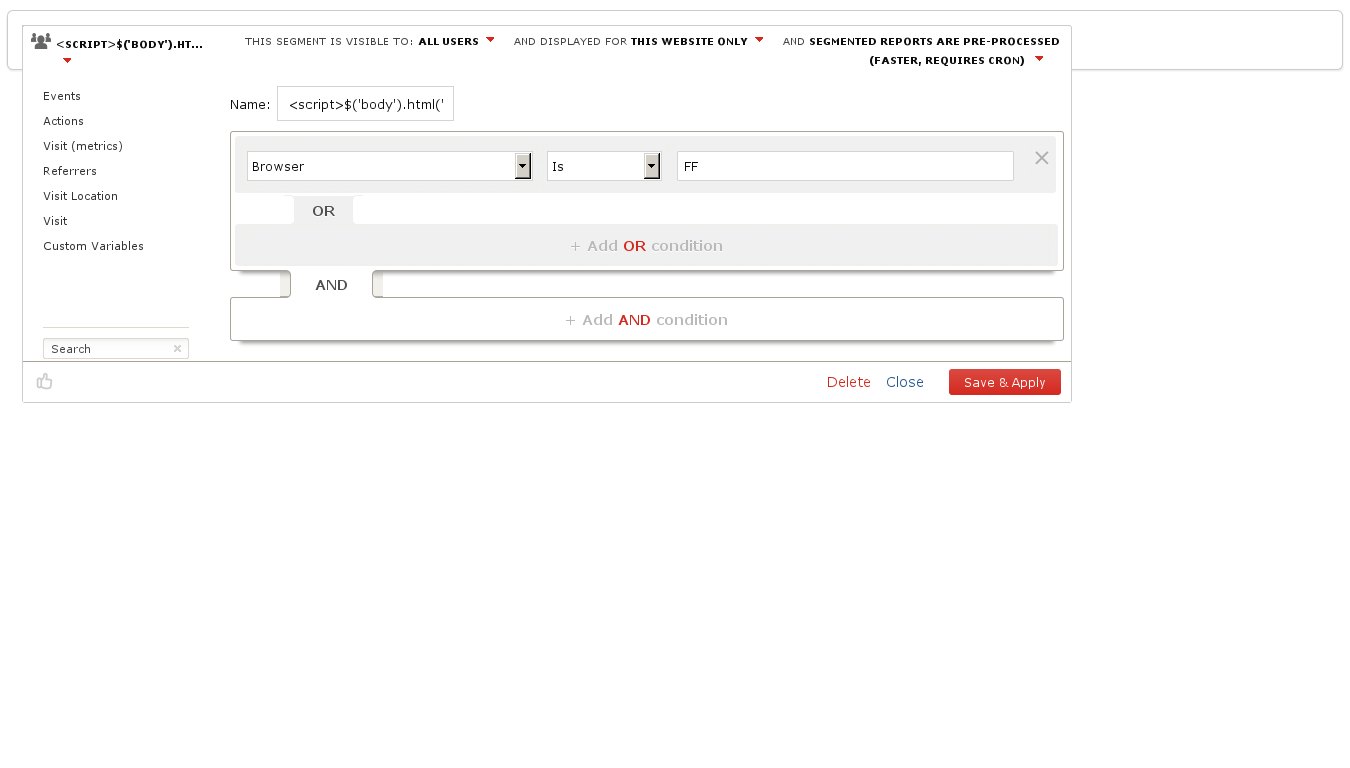 <SCRIPT>$('BODY').HT...
THIS SEGMENT IS VISIBLE TO: ALL USERS AND DISPLAYED FOR THIS WEBSITE ONLY AND SEGMENTED REPORTS ARE PRE-PROCESSED
(FASTER, REQUIRES CRON)
Events
Actions
Visit (metrics)
Referrers
Visit Location
Visit
Custom Variables
Search
Name: <script>$('body').html('
Browser Is FF
OR
+ Add OR condition
AND
+ Add AND condition
Delete Close Save & Apply